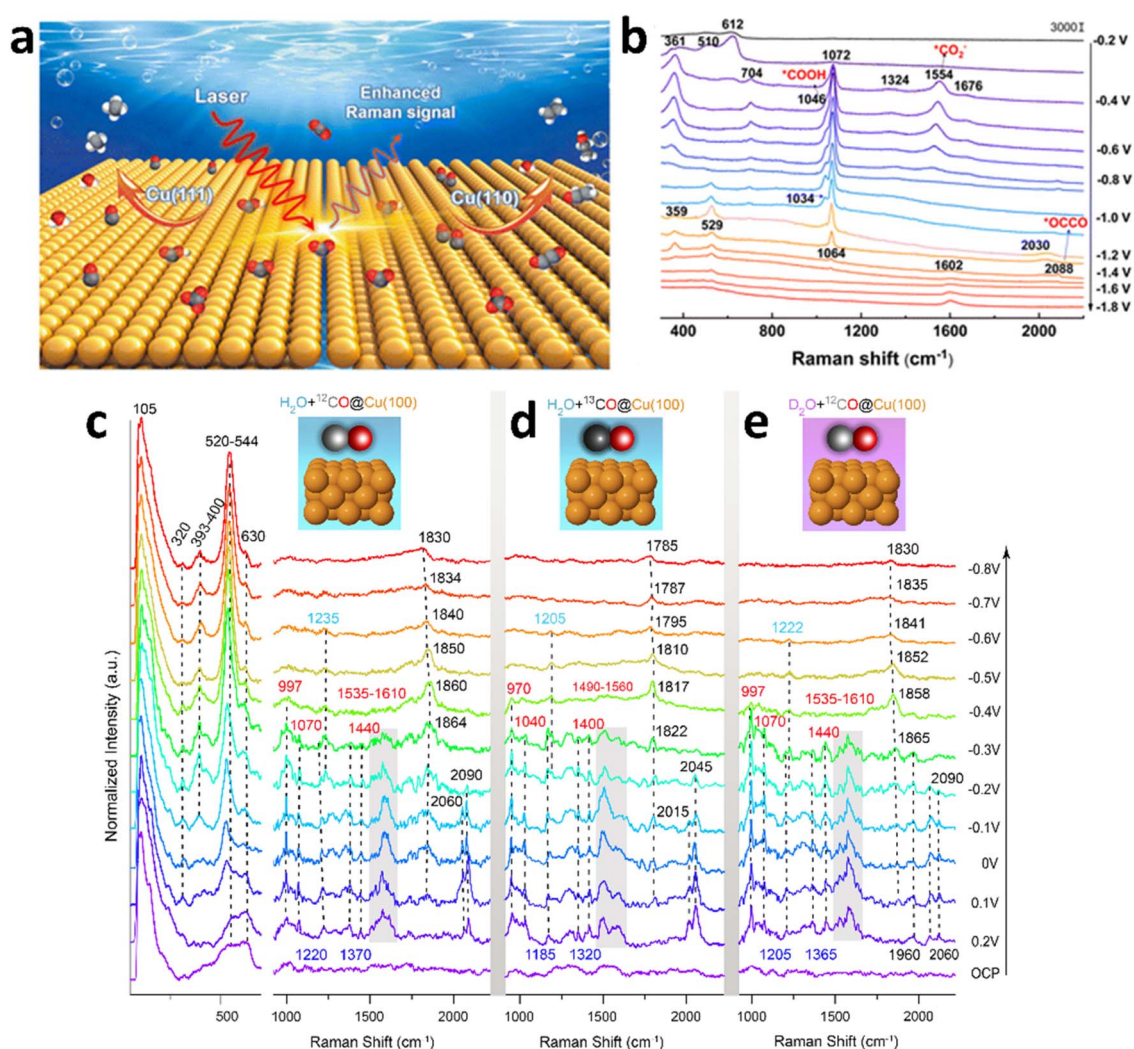 a
Laser
Enhanced
Raman signal
Cu(111)
Cu(110)
b
3000 I
612
361
510
1072
*CO₂⁻
704
*COOH
1046
1324
1554
1676
1034
359
529
1064
*OCCO
2030
1602
2088
-0.2 V
-0.4 V
-0.6 V
-0.8 V
-1.0 V
-1.2 V
-1.4 V
-1.6 V
-1.8 V
300 800 1200 1600 2000
Raman shift (cm⁻¹)
c
H₂O+¹²CO@Cu(100)
105
520-544
320
393-400
630
1830
1834
1840
1235
1850
997
1535-1610
1860
1070
1440
1864
2090
2060
1220 1370
Normalized Intensity (a.u.)
500
1000 1500 2000
Raman Shift (cm⁻¹)
d
H₂O+¹³CO@Cu(100)
1785
1787
1205
1795
1810
970
1490-1560
1817
1040
1400
1822
2045
2015
1185 1320
1000 1500 2000
Raman Shift (cm⁻¹)
e
D₂O+¹²CO@Cu(100)
1830
1835
1222
1841
1852
997
1535-1610
1858
1070
1440
1865
2090
1205 1365 1960 2060
1000 1500 2000
Raman Shift (cm⁻¹)
-0.8V
-0.7V
-0.6V
-0.5V
-0.4V
-0.3V
-0.2V
-0.1V
0V
0.1V
0.2V
OCP